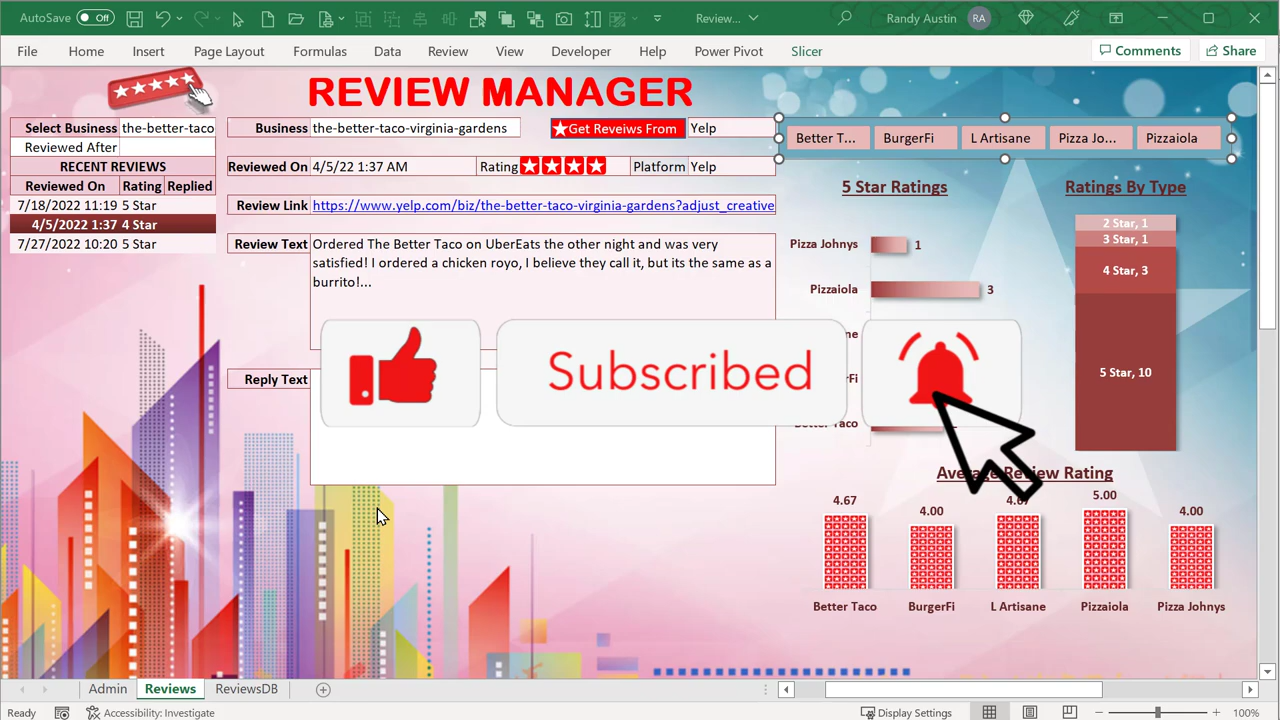 AutoSave Off Review... Randy Austin RA
File Home Insert Page Layout Formulas Data Review View Developer Help Power Pivot Slicer Comments Share
REVIEW MANAGER
Select Business the-better-taco Business the-better-taco-virginia-gardens Get Reveiws From Yelp
Better T... BurgerFi L Artisane Pizza Jo... Pizzaiola
Reviewed After
RECENT REVIEWS Reviewed On 4/5/22 1:37 AM Rating Platform Yelp
Reviewed On Rating Replied
5 Star Ratings Ratings By Type
7/18/2022 11:19 5 Star Review Link https://www.yelp.com/biz/the-better-taco-virginia-gardens?adjust_creative
4/5/2022 1:37 4 Star
7/27/2022 10:20 5 Star
Review Text Ordered The Better Taco on UberEats the other night and was very
satisfied! I ordered a chicken royo, I believe they call it, but its the same as a
burrito!...
Reply Text
Subscribed
Pizza Johnys 1
Pizzaiola 3
ne
Fi
Better Taco
2 Star, 1
3 Star, 1
4 Star, 3
5 Star, 10
Average Review Rating
4.67 4.00 4.67 5.00 4.00
Better Taco BurgerFi L Artisane Pizzaiola Pizza Johnys
Admin Reviews ReviewsDB
Ready Accessibility: Investigate Display Settings 100%